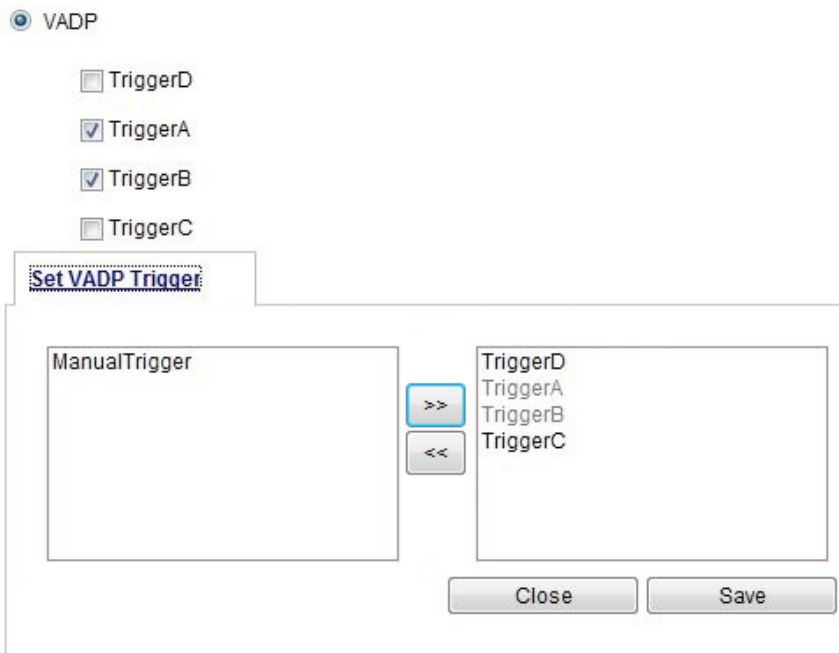 VADP
TriggerD
TriggerA
TriggerB
TriggerC
Set VADP Trigger
ManualTrigger
>>
<<
TriggerD
TriggerA
TriggerB
TriggerC
Close
Save